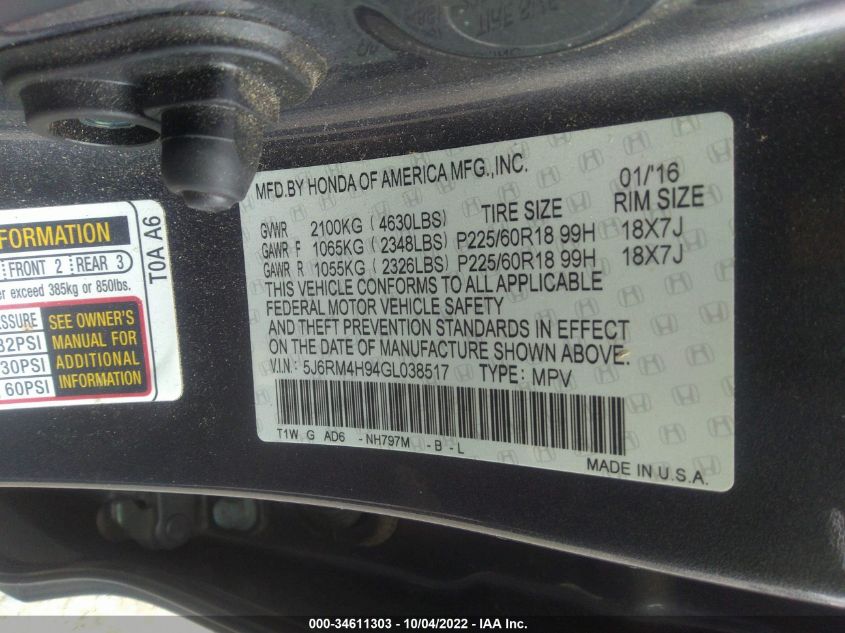 MFD.BY HONDA OF AMERICA MFG.,INC. 01/'16
TIRE SIZE RIM SIZE
GVWR 2100KG (4630LBS)
GAWR F 1065KG (2348LBS) P225/60R18 99H 18X7J
GAWR R 1055KG (2326LBS) P225/60R18 99H 18X7J
THIS VEHICLE CONFORMS TO ALL APPLICABLE
FEDERAL MOTOR VEHICLE SAFETY
AND THEFT PREVENTION STANDARDS IN EFFECT
ON THE DATE OF MANUFACTURE SHOWN ABOVE.
V.I.N.: 5J6RM4H94GL038517 TYPE: MPV
T1W G AD6 -NH797M -B-L
MADE IN U.S.A.
FORMATION
FRONT 2 REAR 3
exceed 385kg or 850lbs.
SEE OWNER'S
32PSI MANUAL FOR
30PSI ADDITIONAL
60PSI INFORMATION
T0A A6
000-34611303 - 10/04/2022 - IAA Inc.